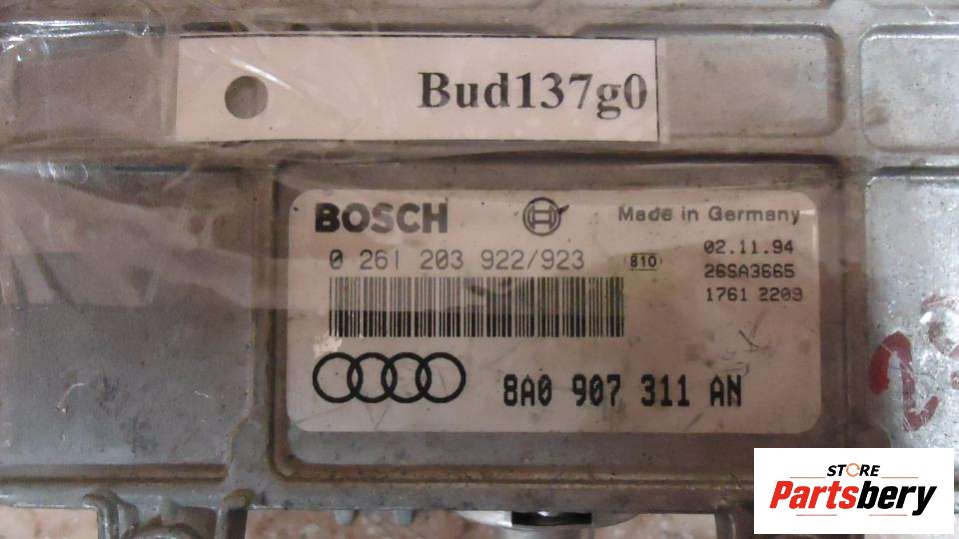 Bud137g0
BOSCH
Made in Germany
0 261 203 922/923
810
02.11.94
26SA3665
1761 2209
8A0 907 311 AN
STORE
Partsbery